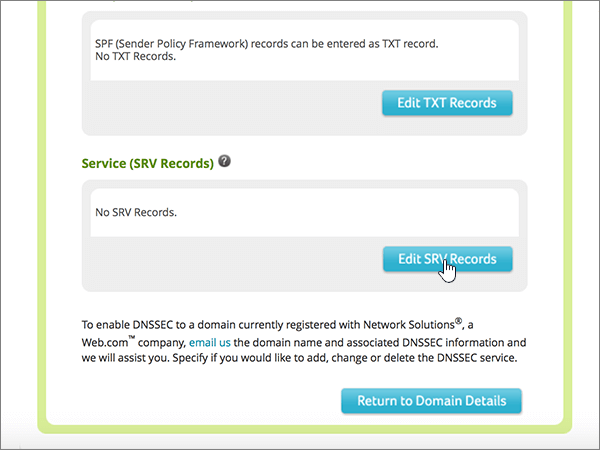 SPF (Sender Policy Framework) records can be entered as TXT record.
No TXT Records.
Edit TXT Records
Service (SRV Records) ?
No SRV Records.
Edit SRV Records
To enable DNSSEC to a domain currently registered with Network Solutions®, a
Web.com™ company, email us the domain name and associated DNSSEC information and
we will assist you. Specify if you would like to add, change or delete the DNSSEC service.
Return to Domain Details